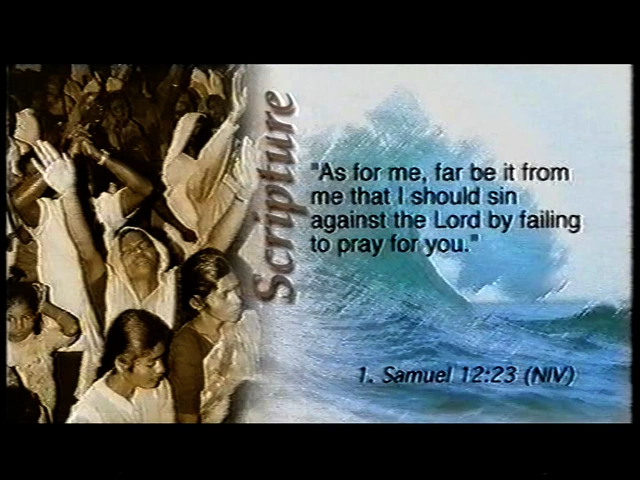 Scripture
"As for me, far be it from
me that I should sin
against the Lord by failing
to pray for you."
1. Samuel 12:23 (NIV)